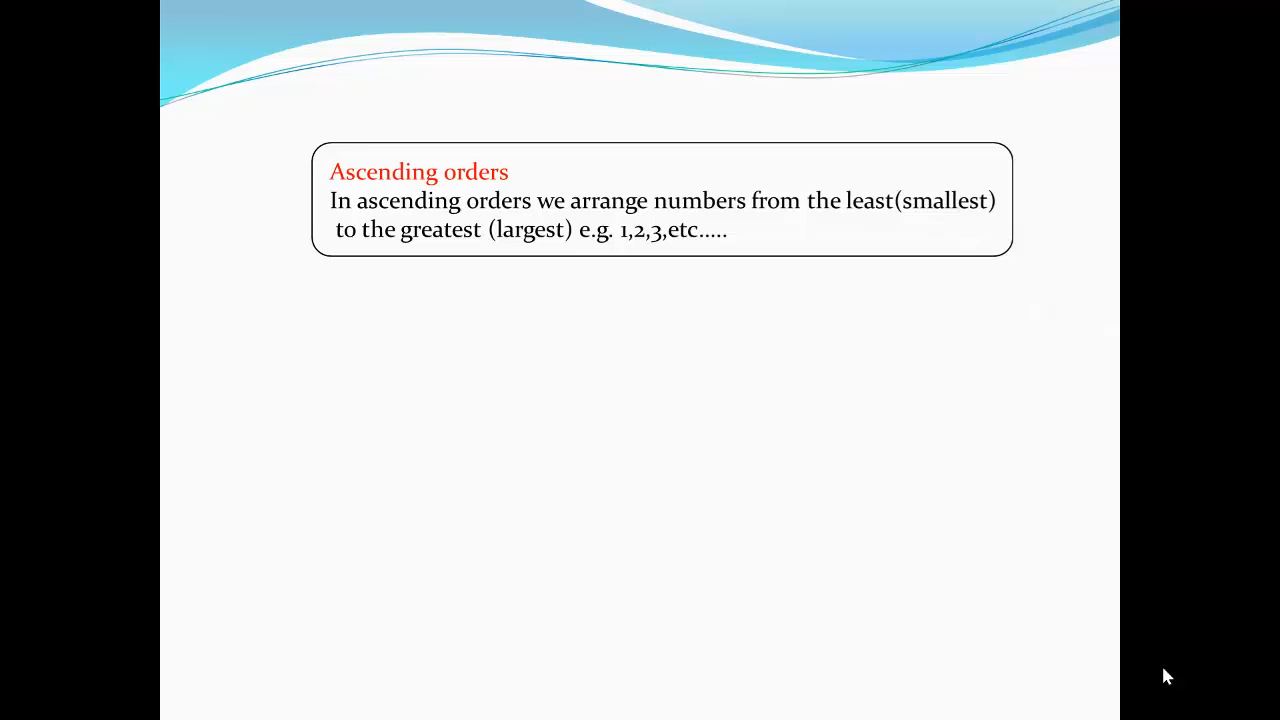 Ascending orders
In ascending orders we arrange numbers from the least(smallest)
to the greatest (largest) e.g. 1,2,3,etc.....